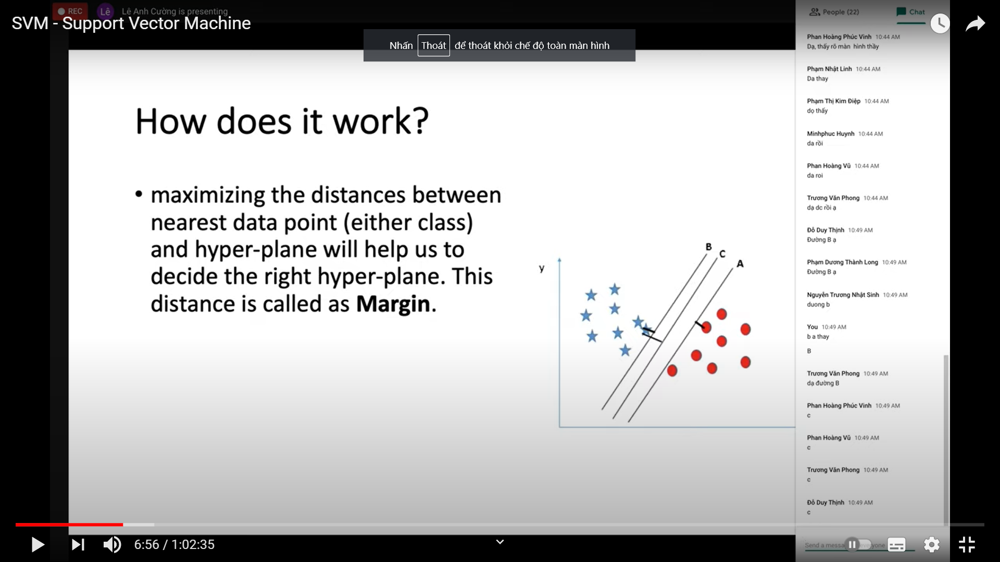 REC
Lê
Lê Anh Cường is presenting
SVM - Support Vector Machine
Nhấn Thoát để thoát khỏi chế độ toàn màn hình
How does it work?
• maximizing the distances between
nearest data point (either class)
and hyper-plane will help us to
decide the right hyper-plane. This
distance is called as Margin.
y
B
C
A
People (22)
Chat
Phan Hoàng Phúc Vinh 10:44 AM
Dạ, thấy rõ màn hình thầy
Phạm Nhật Linh 10:44 AM
Da thay
Phạm Thị Kim Điệp 10:44 AM
dọ thấy
Minhphuc Huynh 10:44 AM
da rồi
Phan Hoàng Vũ 10:44 AM
da roi
Trương Văn Phong 10:44 AM
dạ dc rồi ạ
Đỗ Duy Thịnh 10:49 AM
Đường B ạ
Phạm Dương Thành Long 10:49 AM
Đường B ạ
Nguyễn Trương Nhật Sinh 10:49 AM
duong b
You 10:49 AM
b a thay
B
Trương Văn Phong 10:49 AM
dạ đường B
Phan Hoàng Phúc Vinh 10:49 AM
c
Phan Hoàng Vũ 10:49 AM
c
Trương Văn Phong 10:49 AM
c
Đỗ Duy Thịnh 10:49 AM
c
Send a
6:56 / 1:02:35